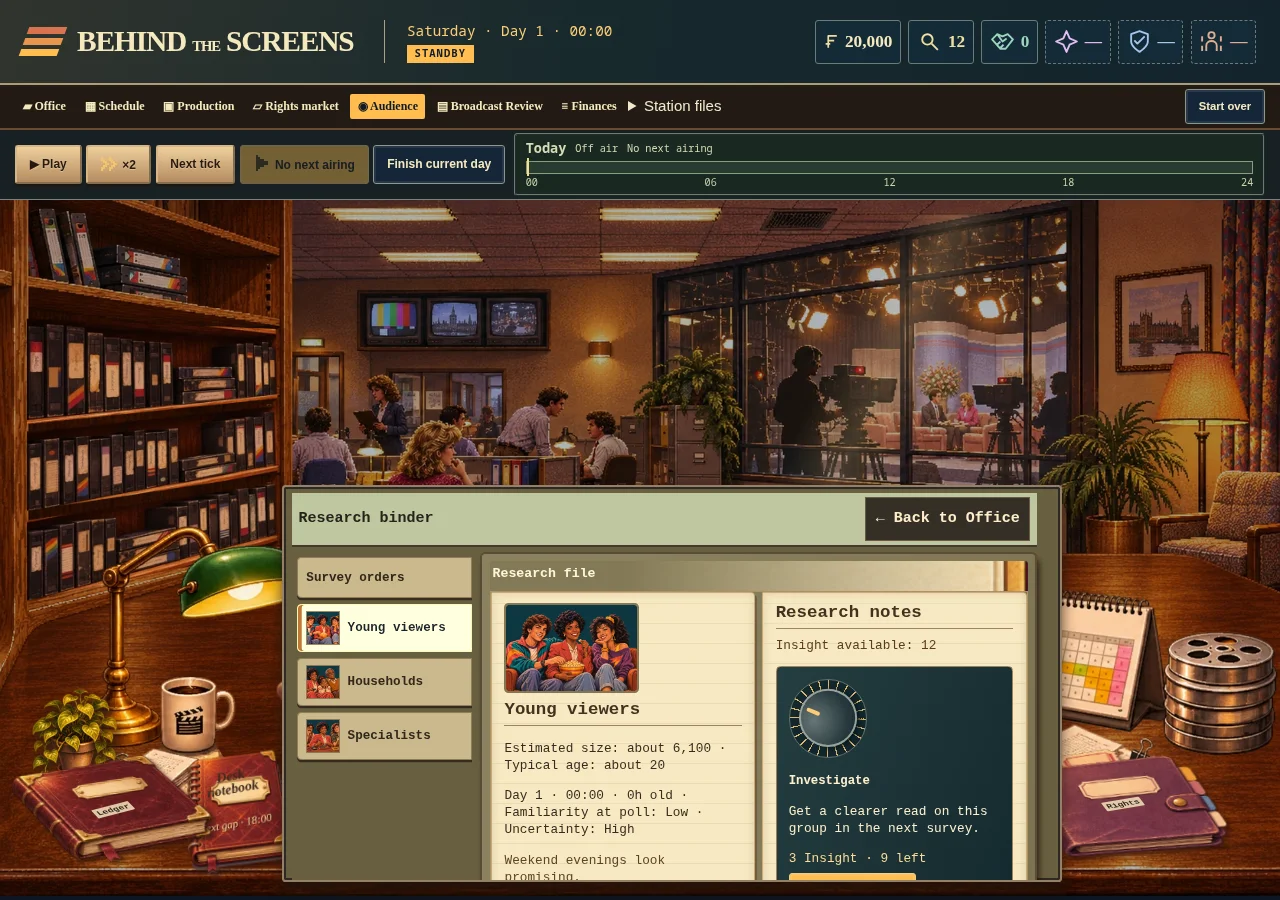 BEHIND THE SCREENS
Saturday · Day 1 · 00:00
STANDBY
20,000
12
0
—
—
—
Office
Schedule
Production
Rights market
Audience
Broadcast Review
Finances
Station files
Start over
Play
×2
Next tick
No next airing
Finish current day
Today Off air No next airing
00 06 12 18 24
Research binder
← Back to Office
Survey orders
Young viewers
Households
Specialists
Research file
Young viewers
Estimated size: about 6,100 ·
Typical age: about 20
Day 1 · 00:00 · 0h old ·
Familiarity at poll: Low ·
Uncertainty: High
Weekend evenings look
promising.
Research notes
Insight available: 12
Investigate
Get a clearer read on this
group in the next survey.
3 Insight · 9 left
Ledger
Desk
notebook
xt gap · 18:00
Rights